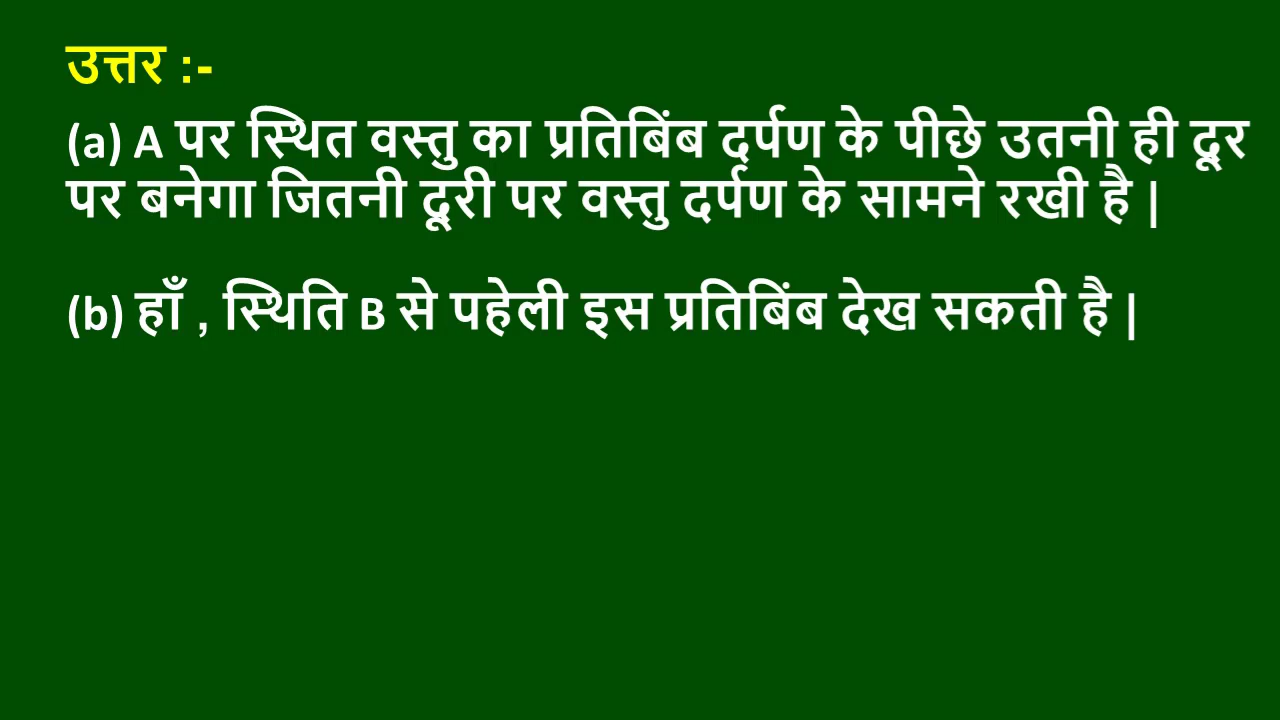 उत्तर :-
(a) A पर स्थित वस्तु का प्रतिबिंब दर्पण के पीछे उतनी ही दूर
पर बनेगा जितनी दूरी पर वस्तु दर्पण के सामने रखी है |
(b) हाँ , स्थिति B से पहेली इस प्रतिबिंब देख सकती है |